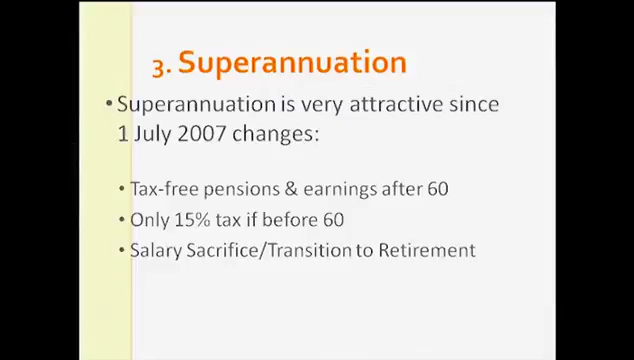 3. Superannuation
• Superannuation is very attractive since
1 July 2007 changes:
• Tax-free pensions & earnings after 60
• Only 15% tax if before 60
• Salary Sacrifice/Transition to Retirement